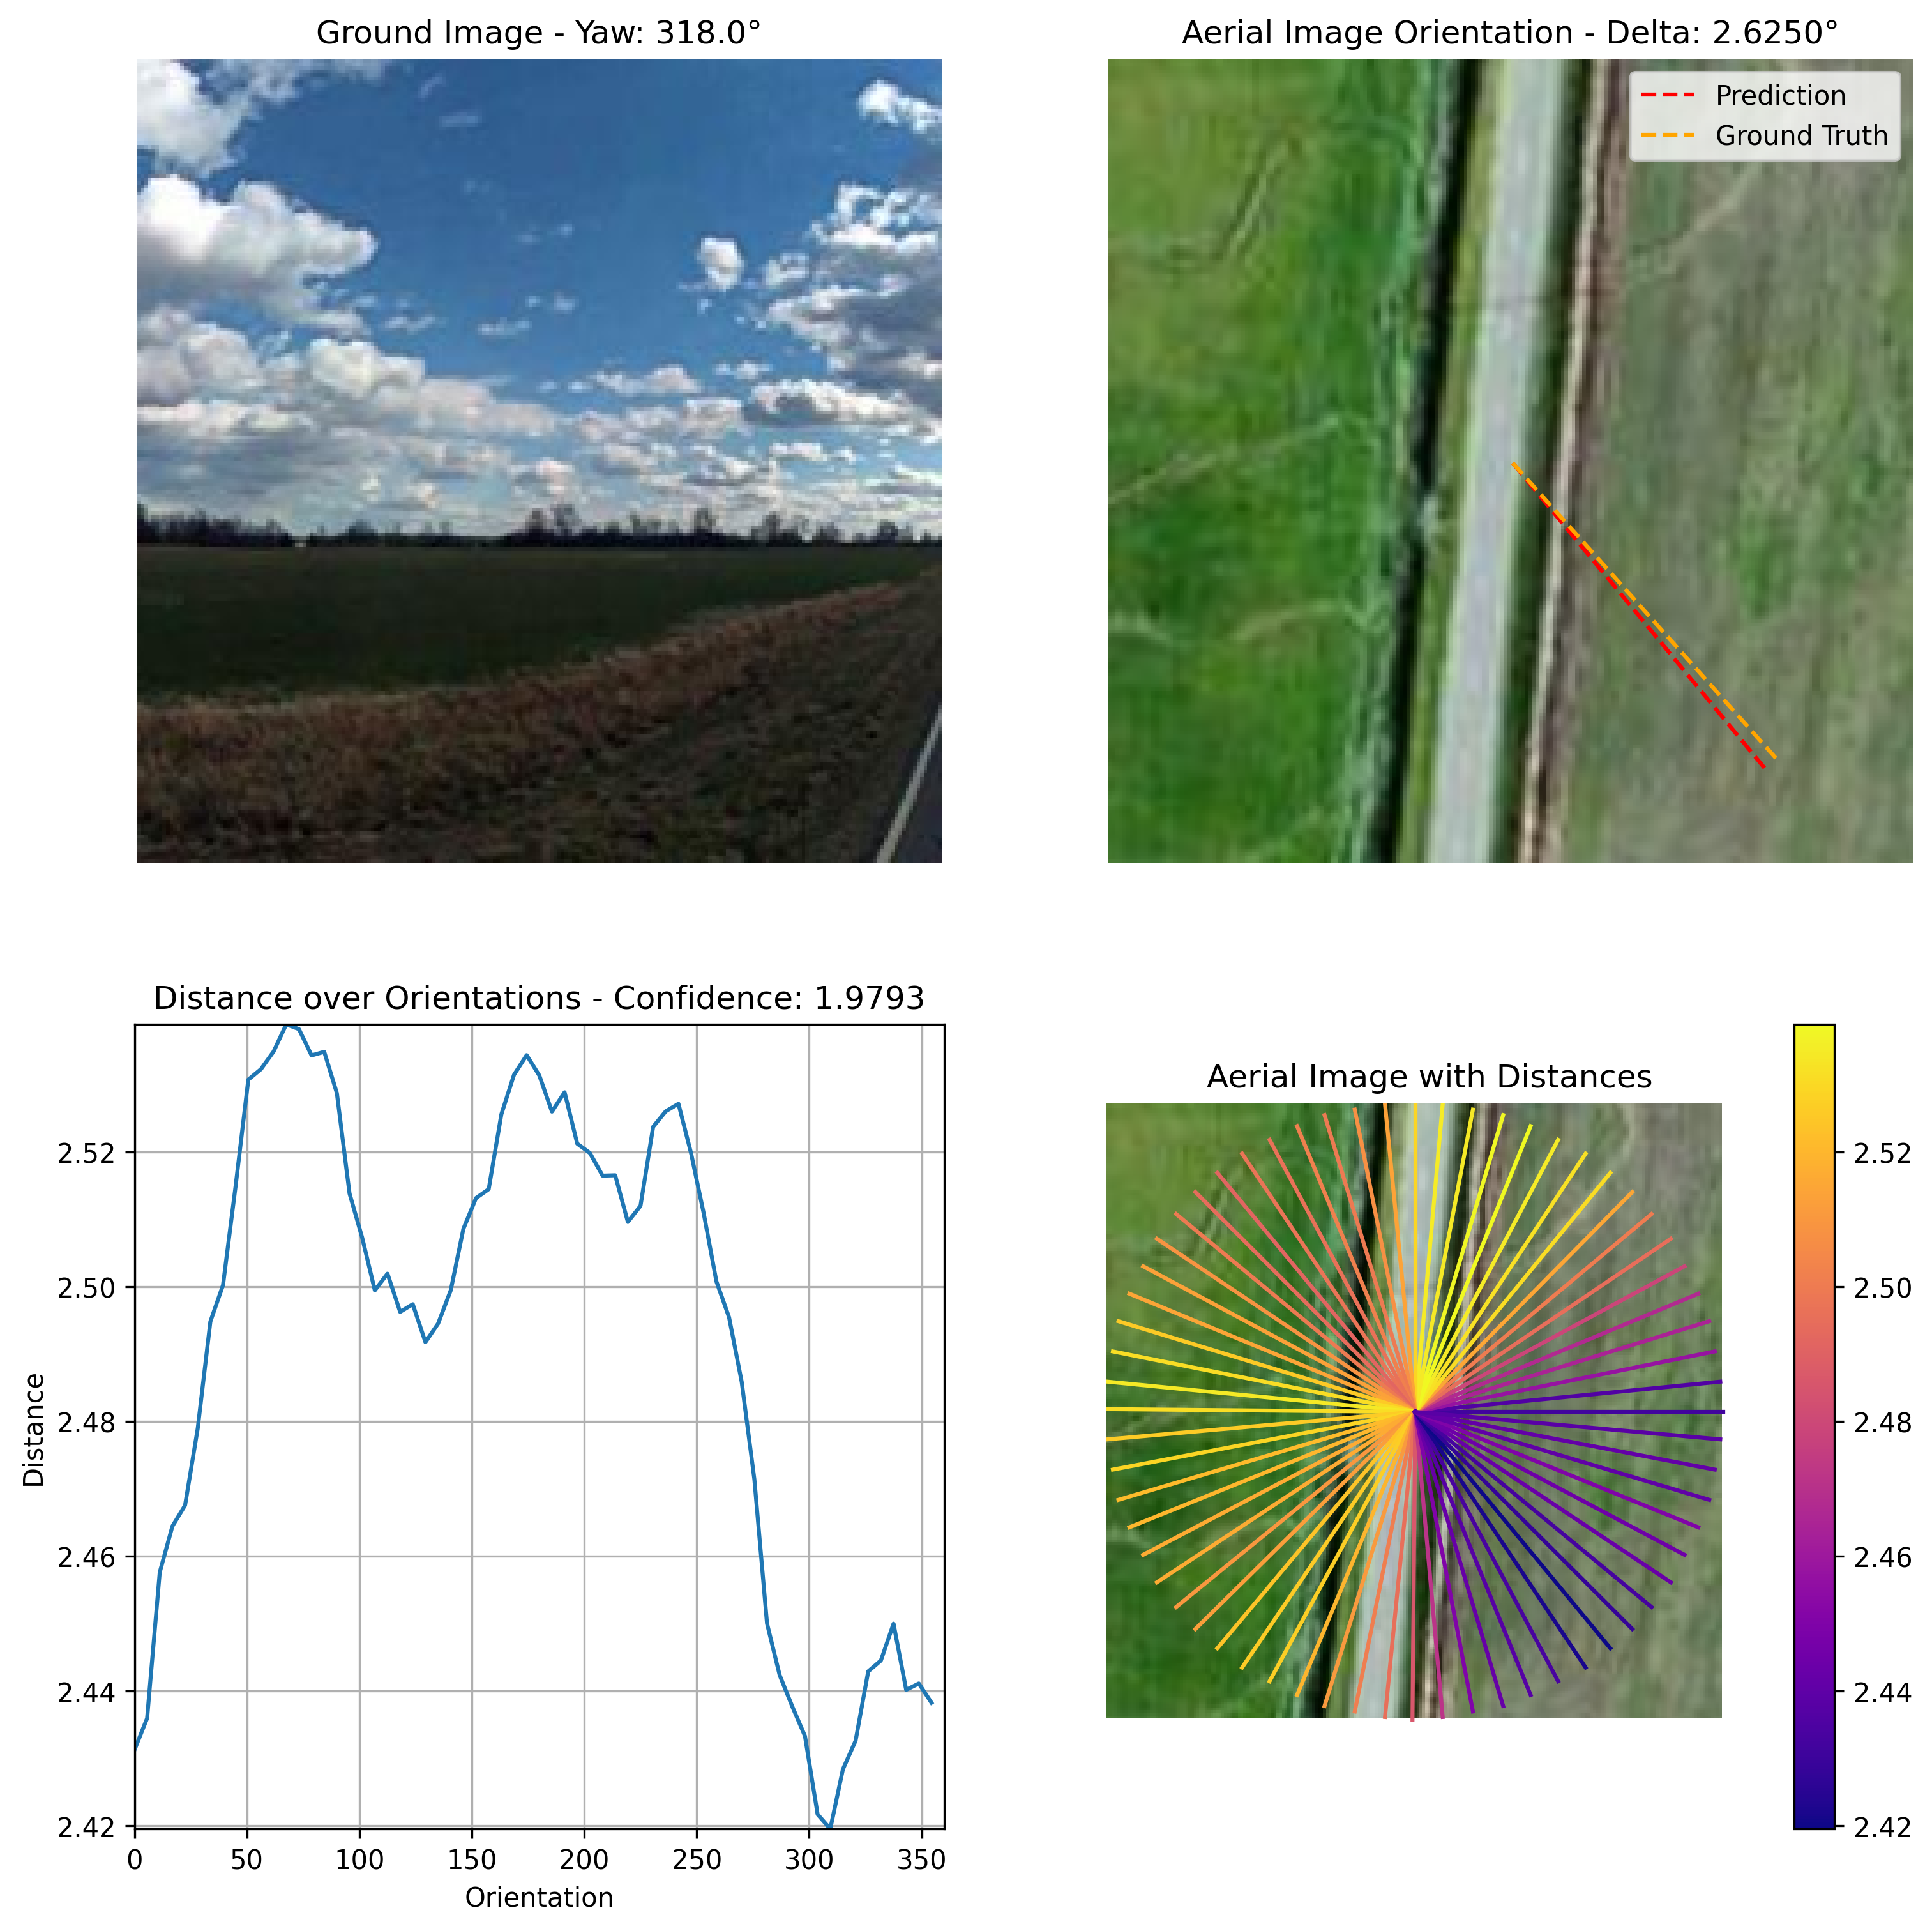 Ground Image - Yaw: 318.0°
Aerial Image Orientation - Delta: 2.6250°
Prediction
Ground Truth
Distance over Orientations - Confidence: 1.9793
2.52
2.50
2.48
2.46
2.44
2.42
Distance
0 50 100 150 200 250 300 350
Orientation
Aerial Image with Distances
2.52
2.50
2.48
2.46
2.44
2.42